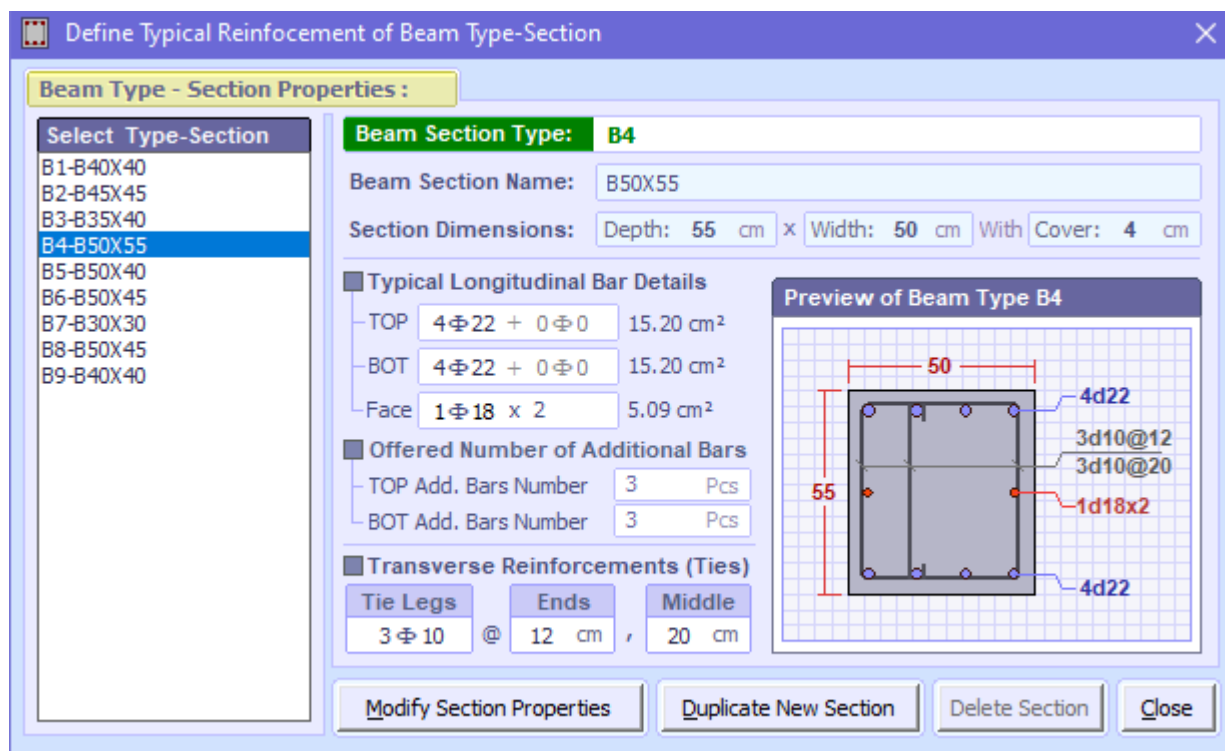 Define Typical Reinfocement of Beam Type-Section
Beam Type - Section Properties :
Select Type-Section
B1-B40X40
B2-B45X45
B3-B35X40
B4-B50X55
B5-B50X40
B6-B50X45
B7-B30X30
B8-B50X45
B9-B40X40
Beam Section Type: B4
Beam Section Name: B50X55
Section Dimensions: Depth: 55 cm x Width: 50 cm With Cover: 4 cm
Typical Longitudinal Bar Details
TOP 4Φ22 + 0Φ0 15.20 cm²
BOT 4Φ22 + 0Φ0 15.20 cm²
Face 1Φ18 x 2 5.09 cm²
Offered Number of Additional Bars
TOP Add. Bars Number 3 Pcs
BOT Add. Bars Number 3 Pcs
Transverse Reinforcements (Ties)
Tie Legs Ends Middle
3Φ10 @ 12 cm , 20 cm
Preview of Beam Type B4
50
4d22
3d10@12
3d10@20
55
1d18x2
4d22
Modify Section Properties
Duplicate New Section
Delete Section
Close